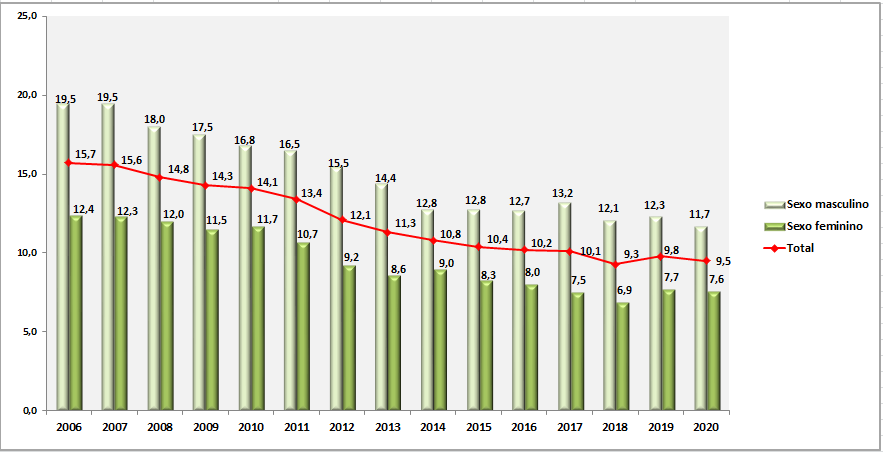 25,0
20,0
15,0
10,0
5,0
0,0
19,5 19,5 18,0 17,5 16,8 16,5 15,5 14,4 12,8 12,8 12,7 13,2 12,1 12,3 11,7
15,7 15,6 14,8 14,3 14,1 13,4 12,1 11,3 10,8 10,4 10,2 10,1 9,3 9,8 9,5
12,4 12,3 12,0 11,5 11,7 10,7 9,2 8,6 9,0 8,3 8,0 7,5 6,9 7,7 7,6
2006 2007 2008 2009 2010 2011 2012 2013 2014 2015 2016 2017 2018 2019 2020
Sexo masculino
Sexo feminino
Total